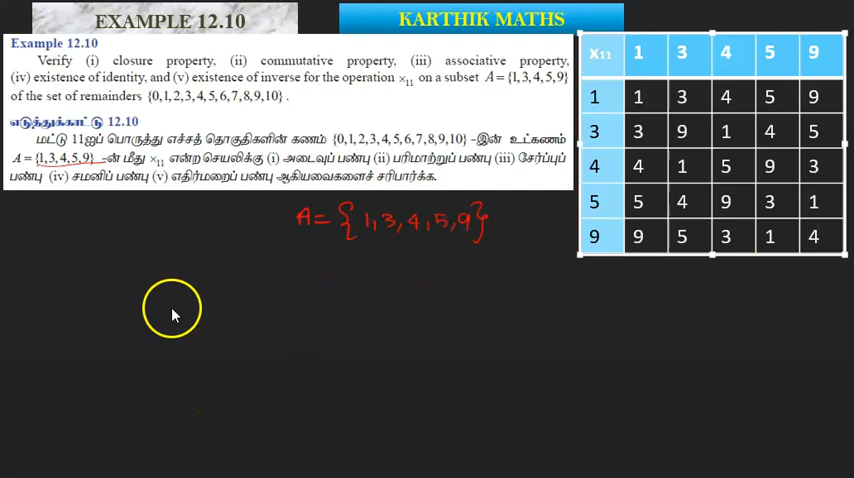 EXAMPLE 12.10
KARTHIK MATHS
Example 12.10
Verify (i) closure property, (ii) commutative property, (iii) associative property,
(iv) existence of identity, and (v) existence of inverse for the operation ×₁₁ on a subset A = {1,3,4,5,9}
of the set of remainders {0,1,2,3,4,5,6,7,8,9,10} .
எடுத்துக்காட்டு 12.10
மட்டு 11ஐப் பொருத்து எச்சத் தொகுதிகளின் கணம் {0,1,2,3,4,5,6,7,8,9,10} -இன் உட்கணம்
A = {1,3,4,5,9} -ன் மீது ×₁₁ என்ற செயலிக்கு (i) அடைவுப் பண்பு (ii) பரிமாற்றுப் பண்பு (iii) சேர்ப்புப்
பண்பு (iv) சமனிப் பண்பு (v) எதிர்மறைப் பண்பு ஆகியவைகளைச் சரிபார்க்க.
A = {1, 3, 4, 5, 9}
x₁₁ 1 3 4 5 9
1 1 3 4 5 9
3 3 9 1 4 5
4 4 1 5 9 3
5 5 4 9 3 1
9 9 5 3 1 4